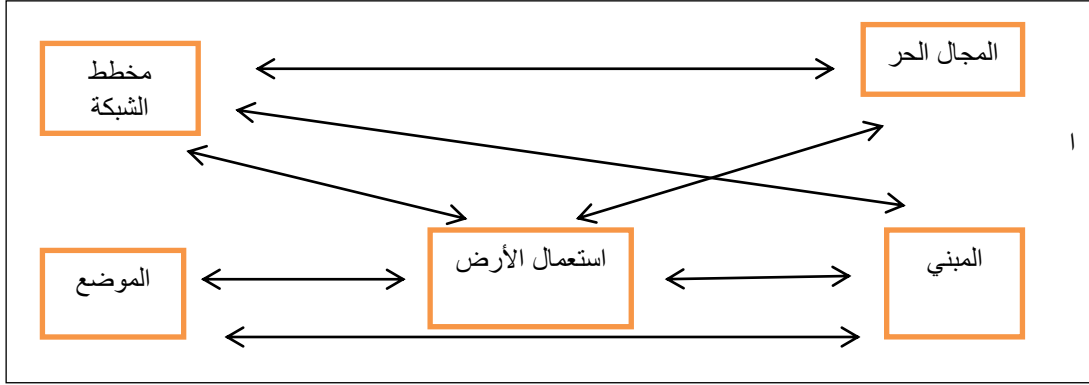 المجال الحر
مخطط
الشبكة
ا
المبني
استعمال الأرض
الموضع